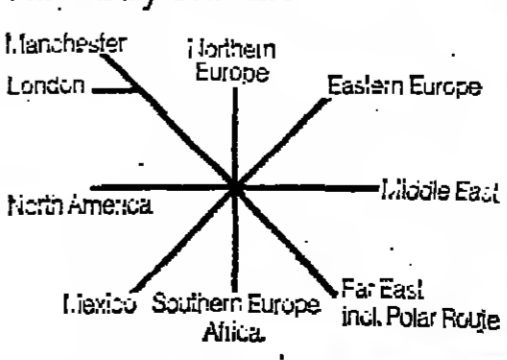 Manchester
Northern
Europe
London
Eastern Europe
North America
Middle East
Mexico
Southern Europe
Africa
Far East
incl. Polar Route